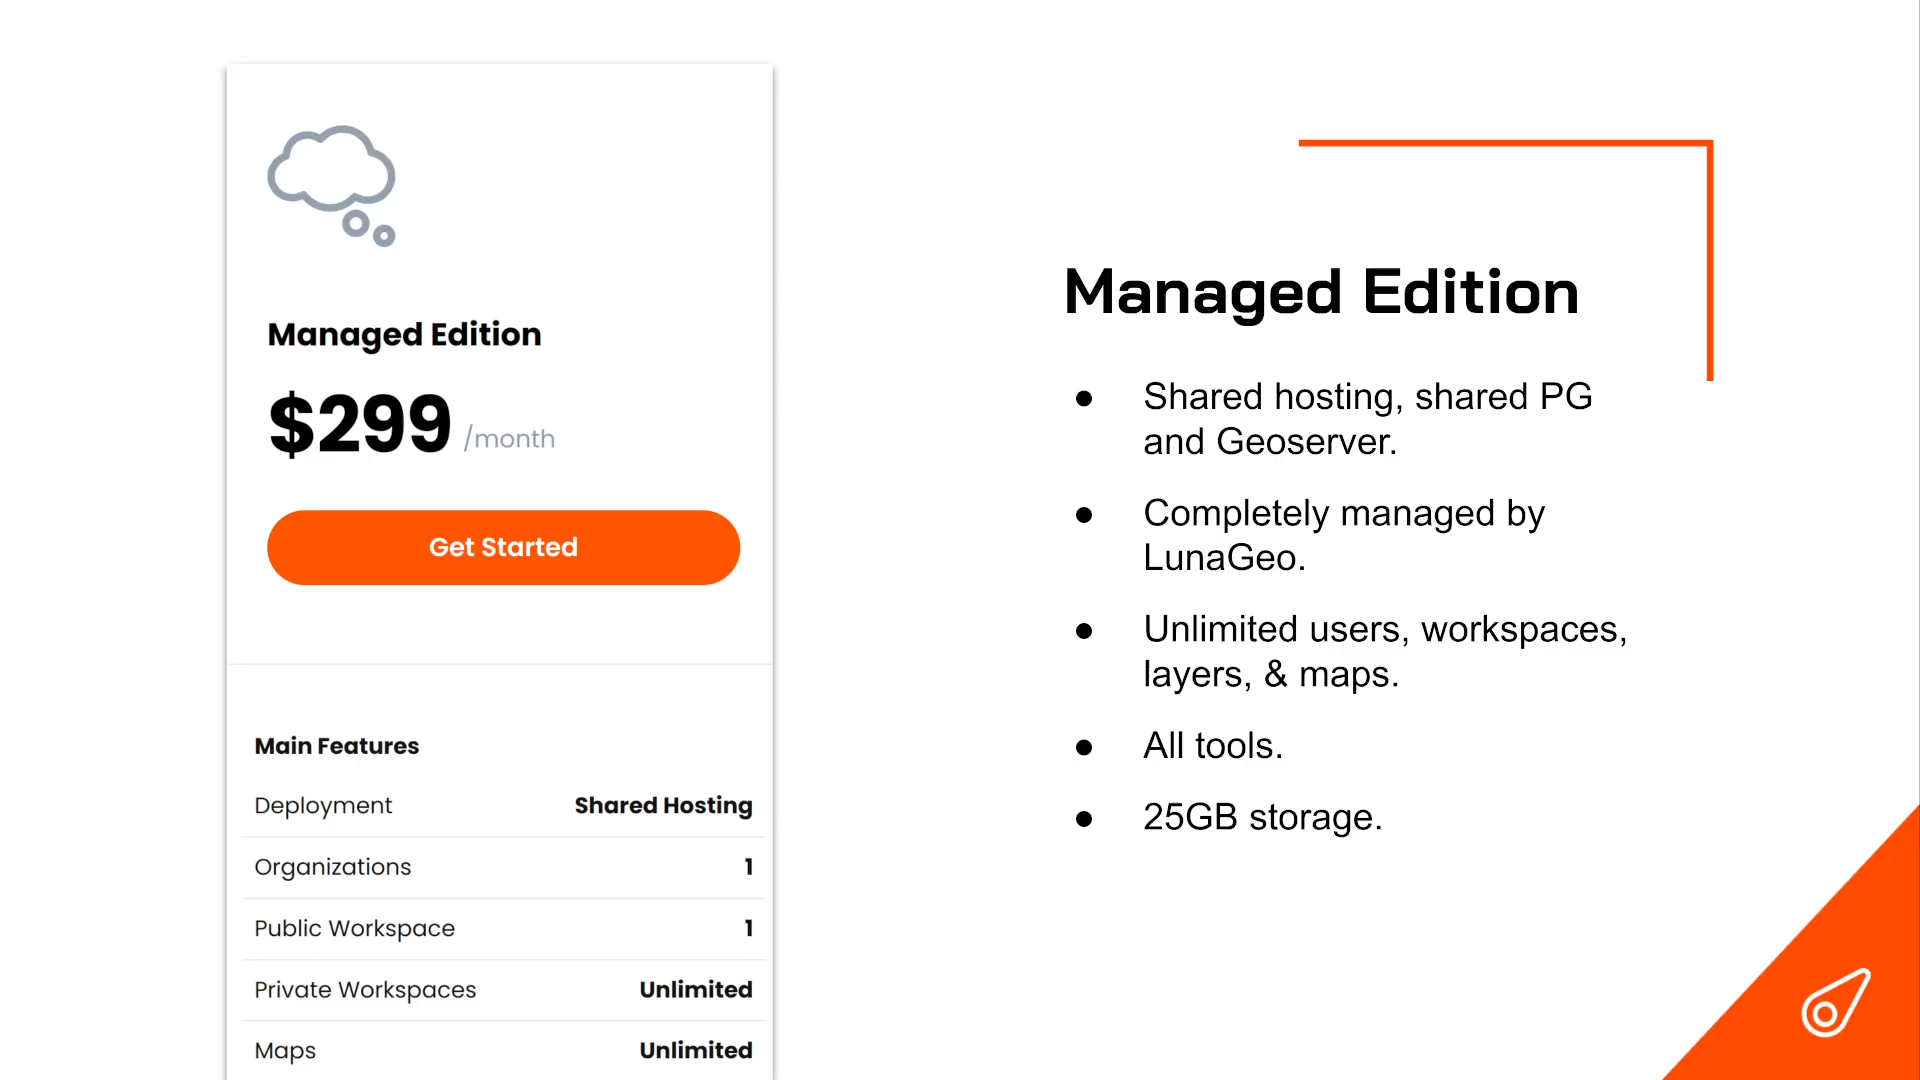 Managed Edition
$299 /month
Get Started
Main Features
Deployment Shared Hosting
Organizations 1
Public Workspace 1
Private Workspaces Unlimited
Maps Unlimited
Managed Edition
● Shared hosting, shared PG
and Geoserver.
● Completely managed by
LunaGeo.
● Unlimited users, workspaces,
layers, & maps.
● All tools.
● 25GB storage.